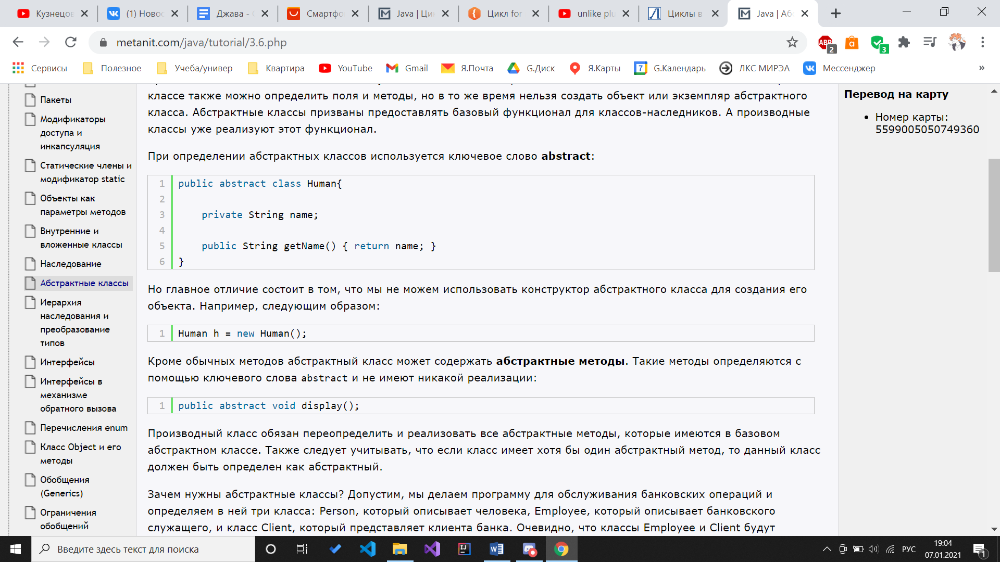 Кузнецов
(1) Новос
Джава - С
Смартфо
Java | Ци
Цикл for
unlike plu
Циклы в
Java | Абс
metanit.com/java/tutorial/3.6.php
ABP 2
a
3
Сервисы
Полезное
Учеба/универ
Квартира
YouTube
Gmail
Я.Почта
G.Диск
Я.Карты
7 G.Календарь
ЛКС МИРЭА
Мессенджер
»
Пакеты
Модификаторы
доступа и
инкапсуляция
Статические члены и
модификатор static
Объекты как
параметры методов
Внутренние и
вложенные классы
Наследование
Абстрактные классы
Иерархия
наследования и
преобразование
типов
Интерфейсы
Интерфейсы в
механизме
обратного вызова
Перечисления enum
Класс Object и его
методы
Обобщения
(Generics)
Ограничения
обобщений
классе также можно определить поля и методы, но в то же время нельзя создать объект или экземпляр абстрактного
класса. Абстрактные классы призваны предоставлять базовый функционал для классов-наследников. А производные
классы уже реализуют этот функционал.
При определении абстрактных классов используется ключевое слово abstract:
1 public abstract class Human{
2
3 private String name;
4
5 public String getName() { return name; }
6 }
Но главное отличие состоит в том, что мы не можем использовать конструктор абстрактного класса для создания его
объекта. Например, следующим образом:
1 Human h = new Human();
Кроме обычных методов абстрактный класс может содержать абстрактные методы. Такие методы определяются с
помощью ключевого слова abstract и не имеют никакой реализации:
1 public abstract void display();
Производный класс обязан переопределить и реализовать все абстрактные методы, которые имеются в базовом
абстрактном классе. Также следует учитывать, что если класс имеет хотя бы один абстрактный метод, то данный класс
должен быть определен как абстрактный.
Зачем нужны абстрактные классы? Допустим, мы делаем программу для обслуживания банковских операций и
определяем в ней три класса: Person, который описывает человека, Employee, который описывает банковского
служащего, и класс Client, который представляет клиента банка. Очевидно, что классы Employee и Client будут
Перевод на карту
Номер карты:
5599005050749360
Введите здесь текст для поиска
РУС
19:04
07.01.2021
1